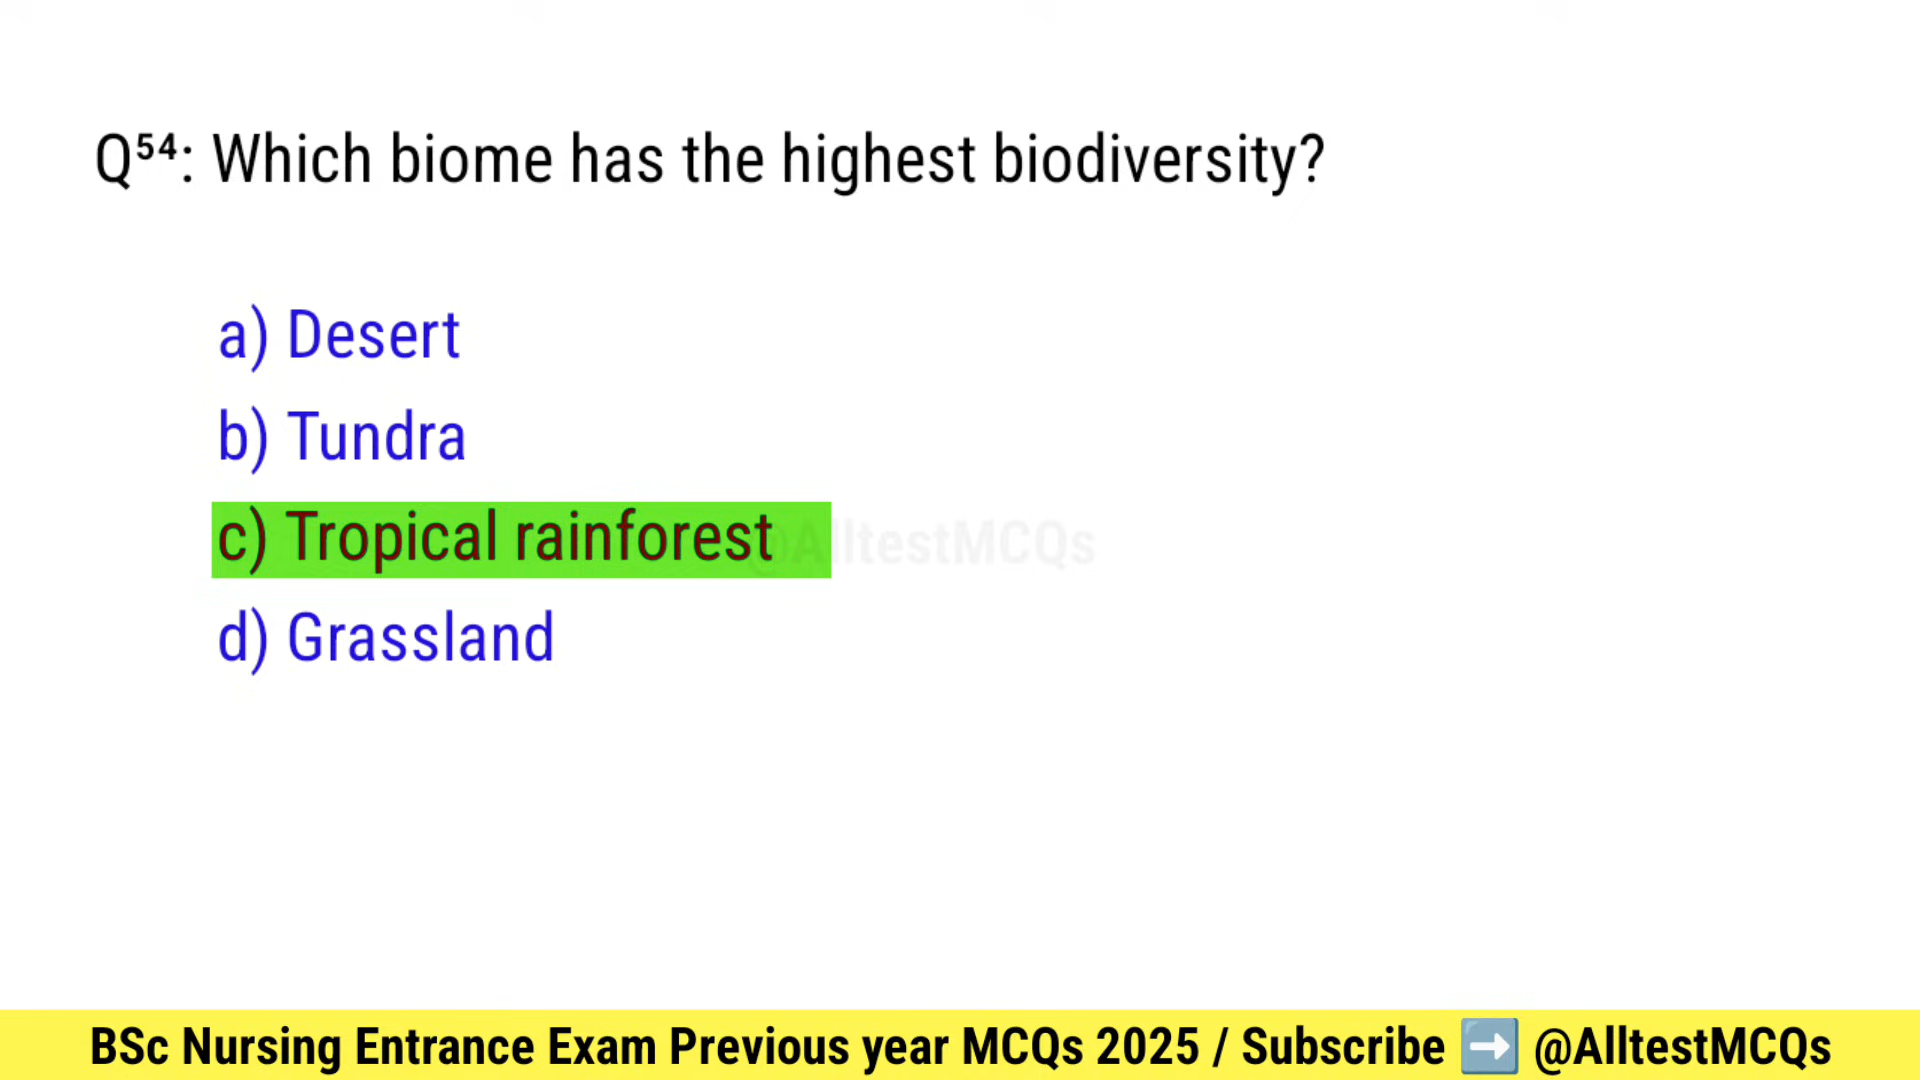 Q⁵⁴: Which biome has the highest biodiversity?
a) Desert
b) Tundra
c) Tropical rainforest
@AlltestMCQs
d) Grassland
BSc Nursing Entrance Exam Previous year MCQs 2025 / Subscribe ➡️ @AlltestMCQs